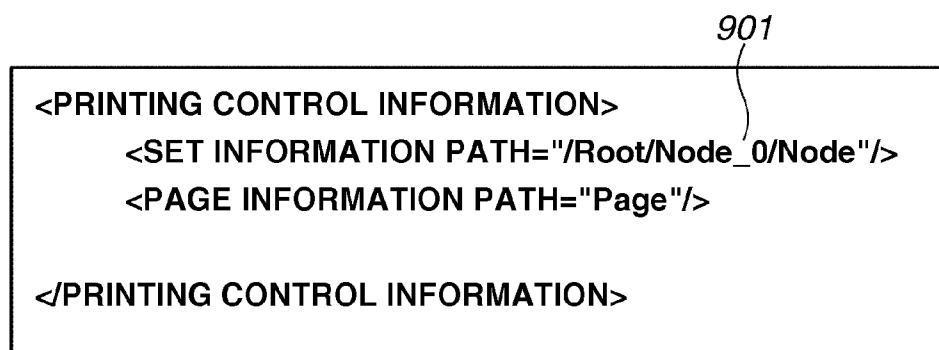 901
<PRINTING CONTROL INFORMATION>
<SET INFORMATION PATH="/Root/Node_0/Node"/>
<PAGE INFORMATION PATH="Page"/>
</PRINTING CONTROL INFORMATION>